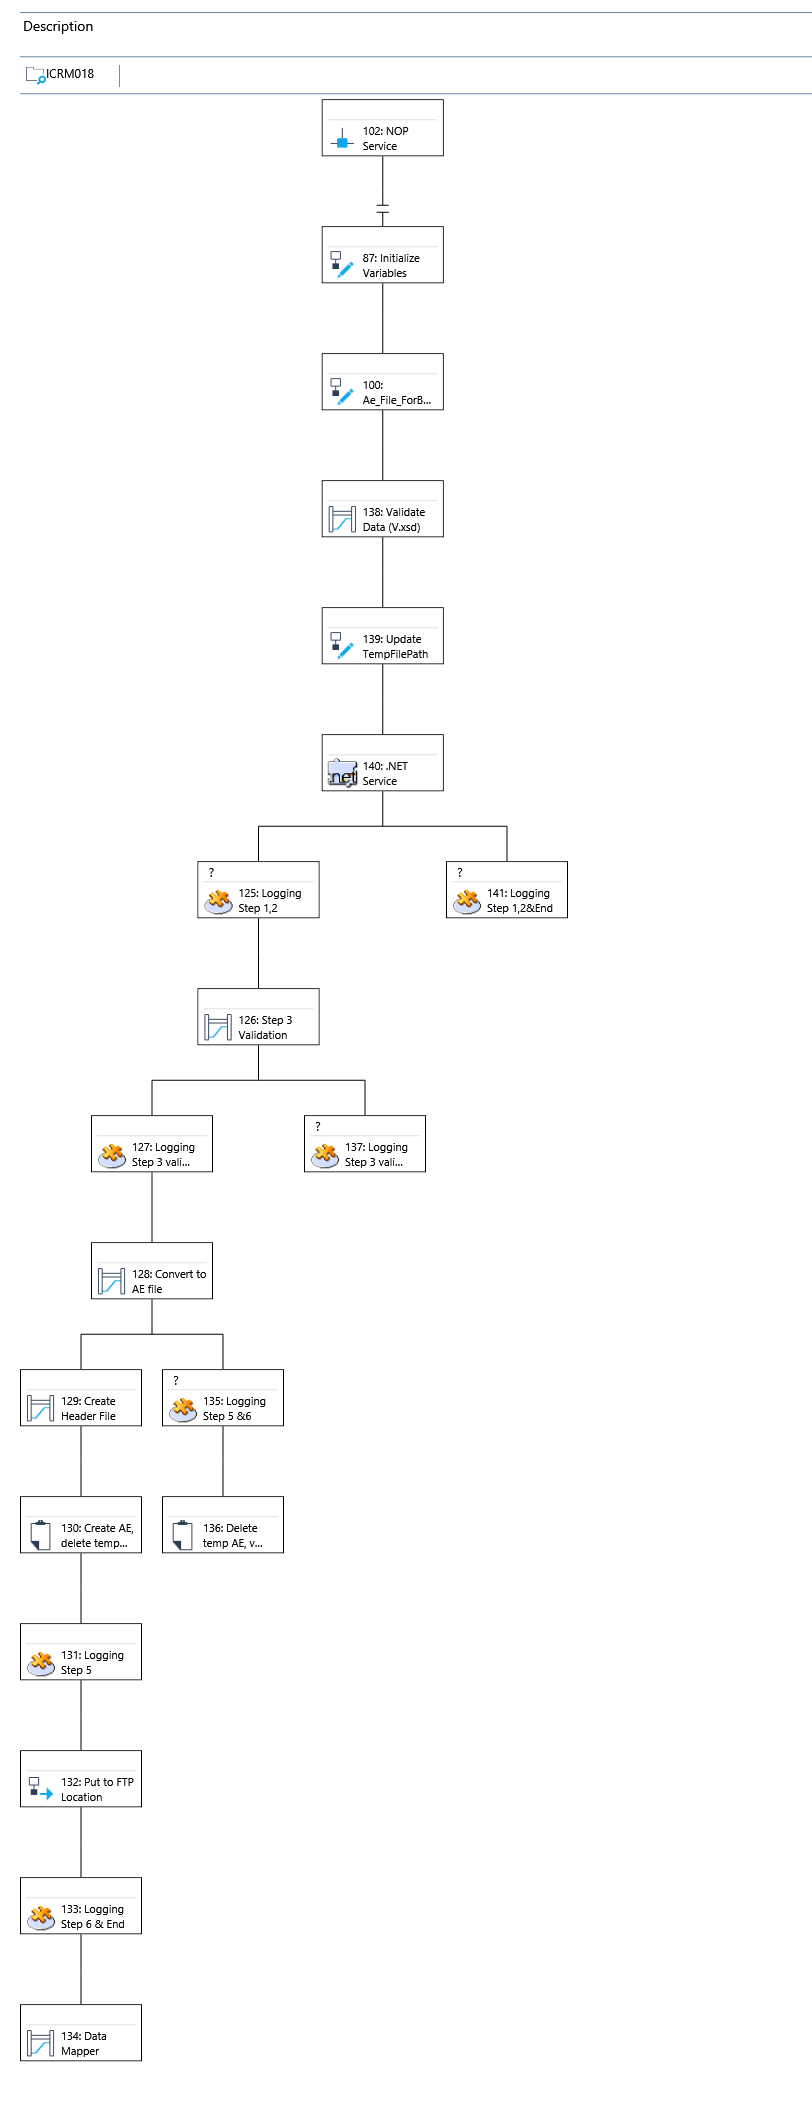 Description
ICRM018
102: NOP
Service
87: Initialize
Variables
100:
Ae_File_ForB...
138: Validate
Data (V.xsd)
139: Update
TempFilePath
.net
140: .NET
Service
?
125: Logging
Step 1,2
?
141: Logging
Step 1,2&End
126: Step 3
Validation
127: Logging
Step 3 vali...
?
137: Logging
Step 3 vali...
128: Convert to
AE file
129: Create
Header File
?
135: Logging
Step 5 &6
130: Create AE,
delete temp...
136: Delete
temp AE, v...
131: Logging
Step 5
132: Put to FTP
Location
133: Logging
Step 6 & End
134: Data
Mapper